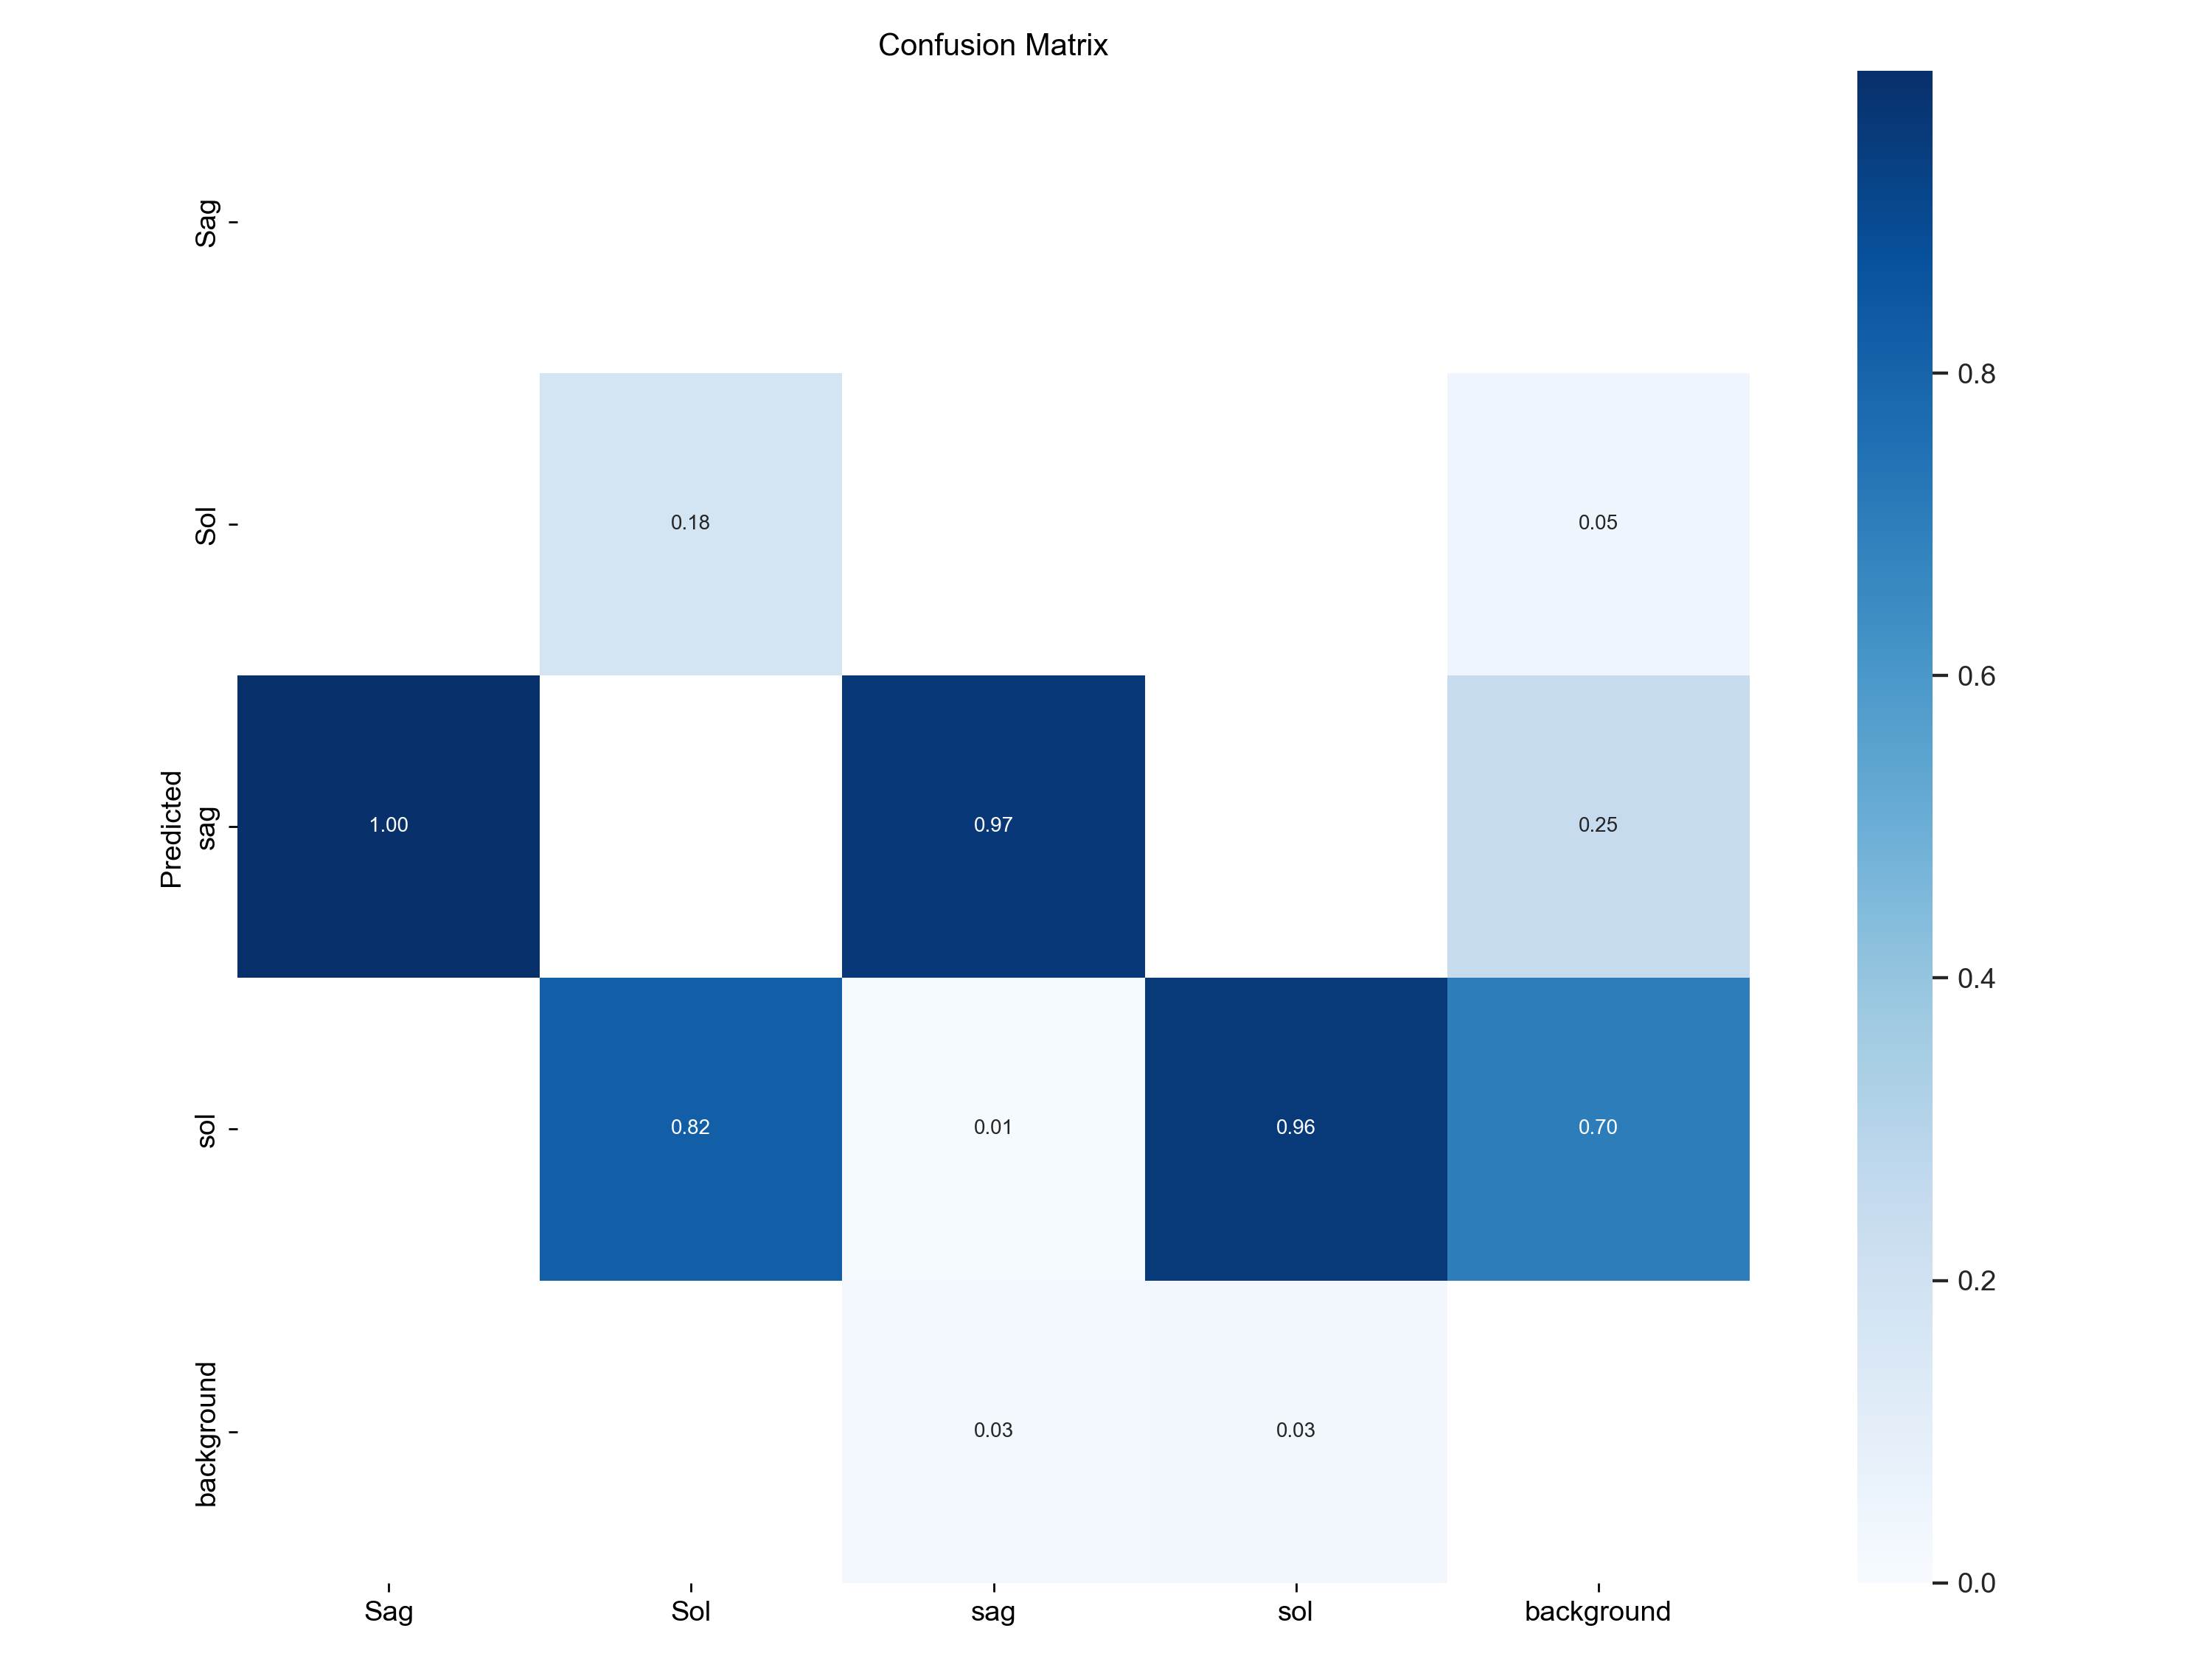 Confusion Matrix
Sag
Sol
0.18
0.05
0.8
0.6
Predicted
sag
1.00
0.97
0.25
0.4
sol
0.82
0.01
0.96
0.70
0.2
background
0.03
0.03
0.0
Sag
Sol
sag
sol
background